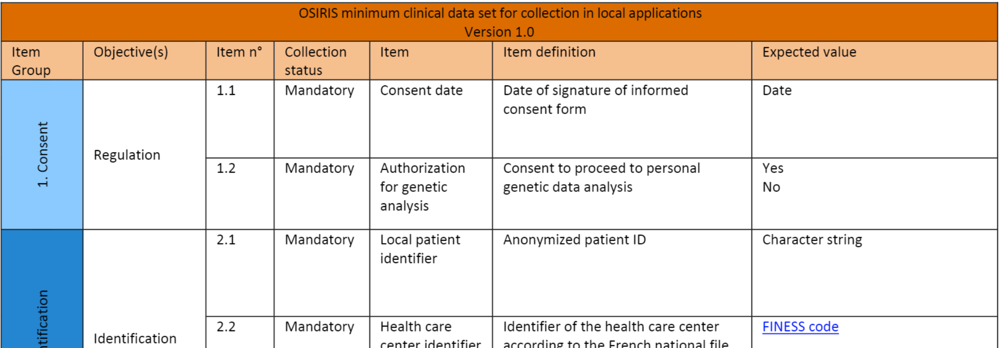 OSIRIS minimum clinical data set for collection in local applications
Version 1.0
Item
Group
Objective(s)
Item n°
Collection
status
Item
Item definition
Expected value
1. Consent
Regulation
1.1
Mandatory
Consent date
Date of signature of informed
consent form
Date
1.2
Mandatory
Authorization
for genetic
analysis
Consent to proceed to personal
genetic data analysis
Yes
No
ntification
Identification
2.1
Mandatory
Local patient
identifier
Anonymized patient ID
Character string
2.2
Mandatory
Health care
center identifier
Identifier of the health care center
according to the French national file
FINESS code